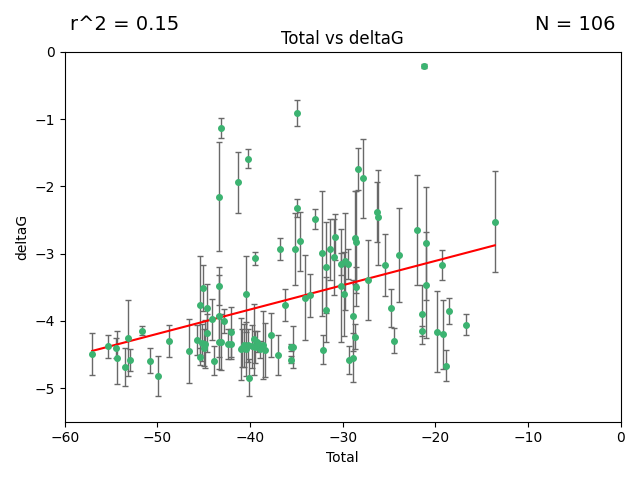 r^2 = 0.15
N = 106
Total vs deltaG
0
−1
−2
−3
−4
−5
deltaG
−60
−50
−40
−30
−20
−10
0
Total